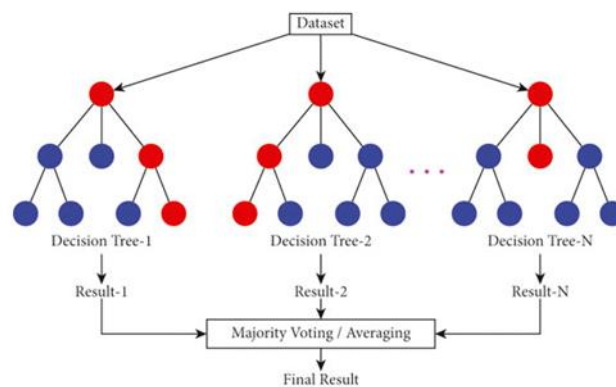 Dataset
Decision Tree-1
Decision Tree-2
Decision Tree-N
Result-1
Result-2
Result-N
Majority Voting / Averaging
Final Result